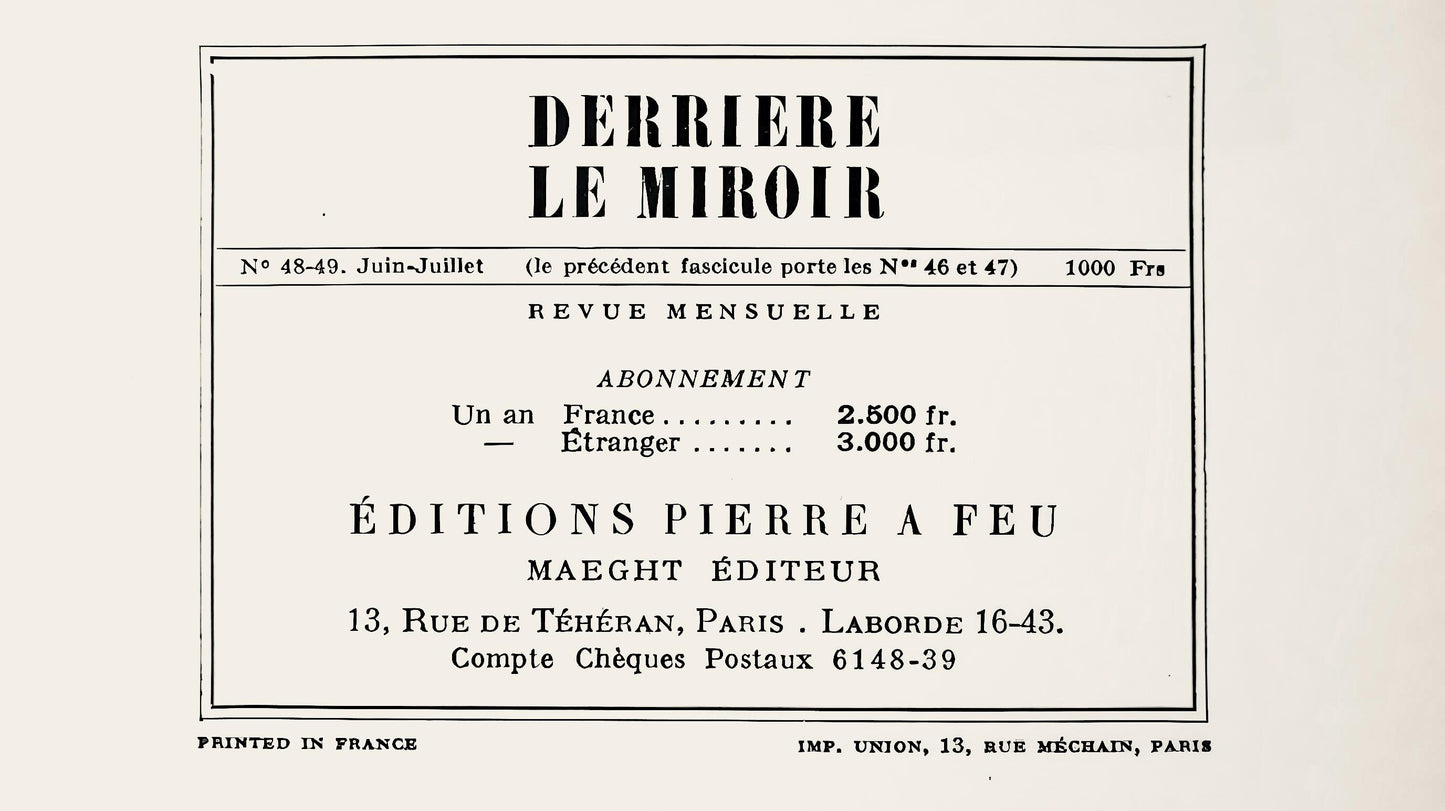 DERRIERE
LE MIROIR
Nº 48-49. Juin-Juillet (le précédent fascicule porte les Nos 46 et 47) 1000 Frs
REVUE MENSUELLE
ABONNEMENT
Un an France......... 2.500 fr.
— Étranger ....... 3.000 fr.
ÉDITIONS PIERRE A FEU
MAEGHT ÉDITEUR
13, RUE DE TÉHÉRAN, PARIS . LABORDE 16-43.
Compte Chèques Postaux 6148-39
PRINTED IN FRANCE IMP. UNION, 13, RUE MÉCHAIN, PARIS